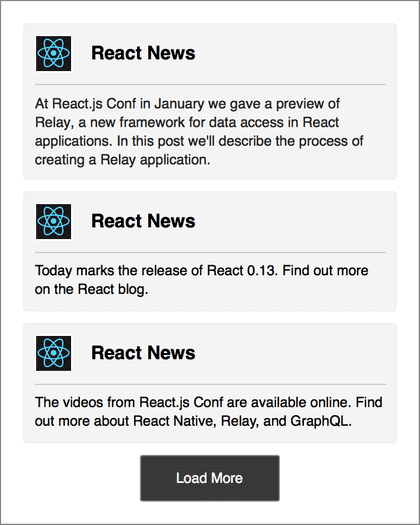 React News
At React.js Conf in January we gave a preview of
Relay, a new framework for data access in React
applications. In this post we'll describe the process of
creating a Relay application.
React News
Today marks the release of React 0.13. Find out more
on the React blog.
React News
The videos from React.js Conf are available online. Find
out more about React Native, Relay, and GraphQL.
Load More